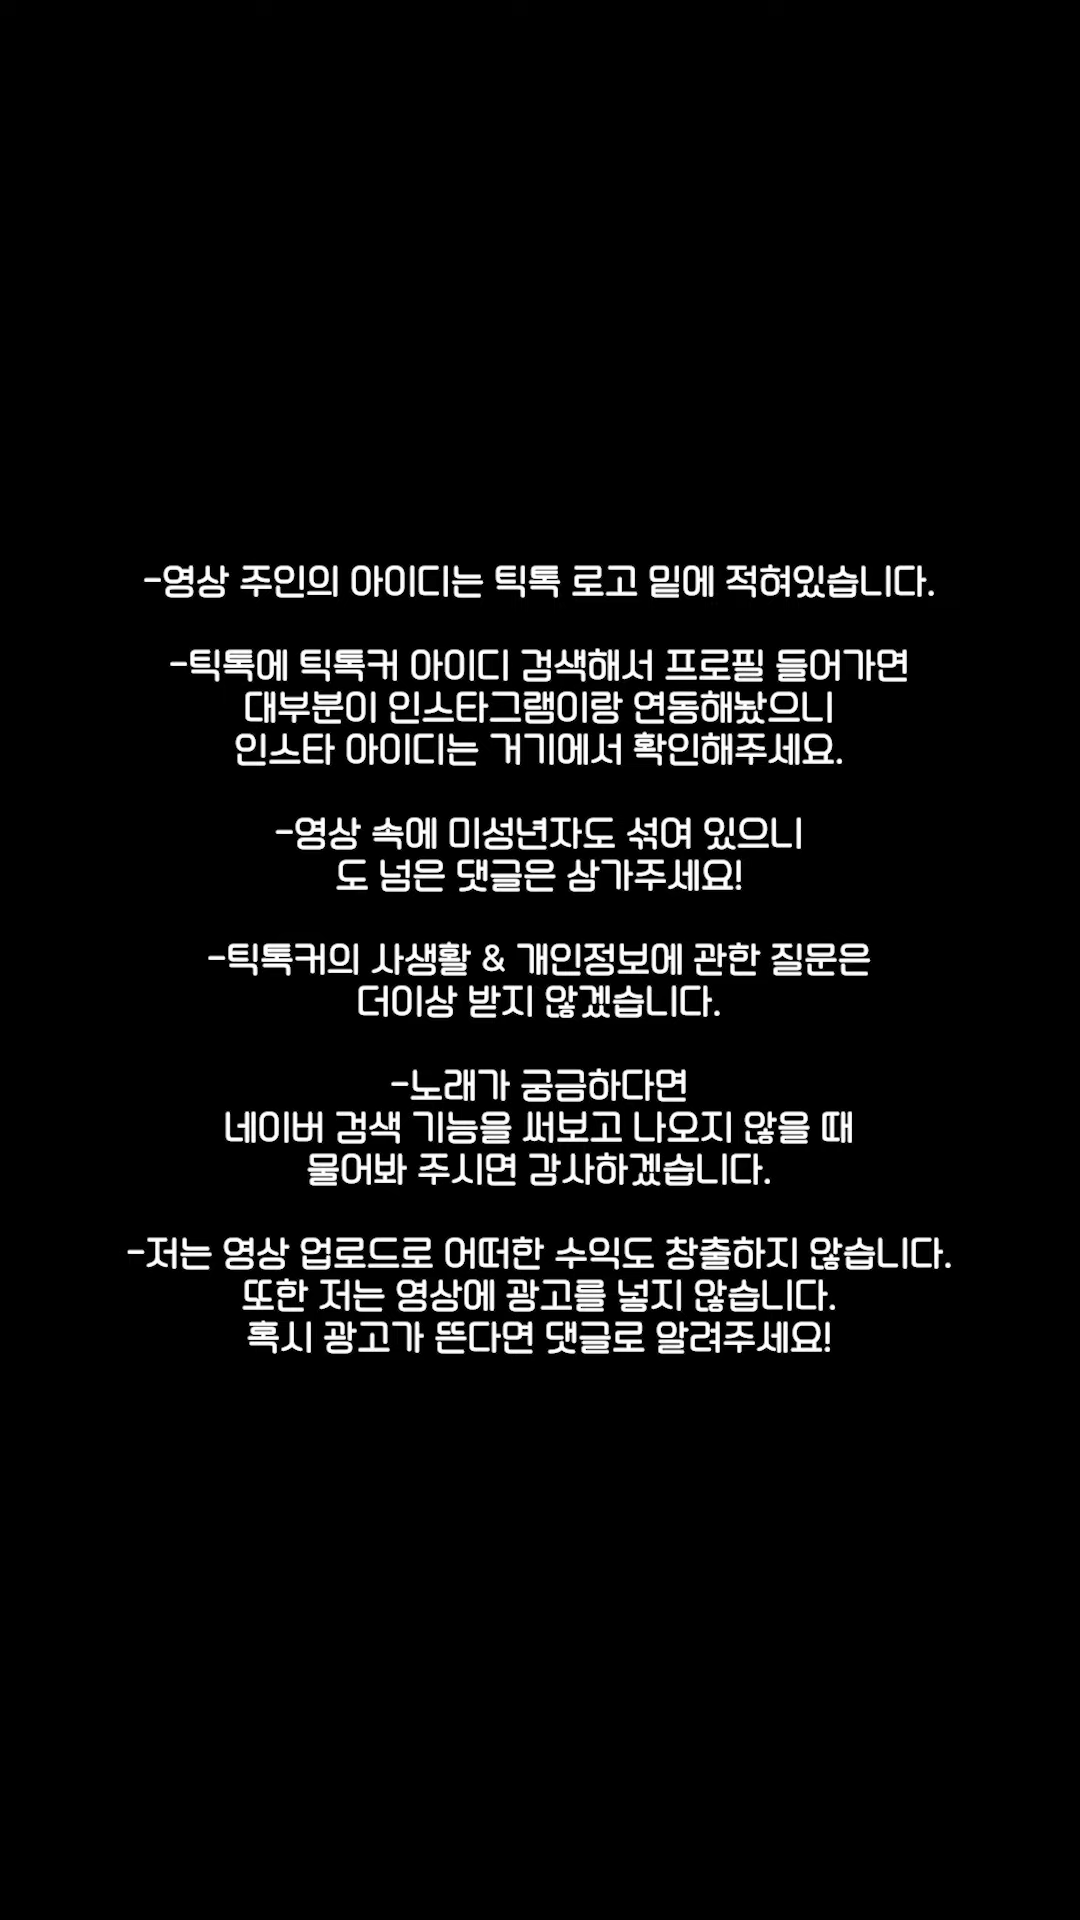 -영상 주인의 아이디는 틱톡 로고 밑에 적혀있습니다.
-틱톡에 틱톡커 아이디 검색해서 프로필 들어가면
대부분이 인스타그램이랑 연동해놨으니
인스타 아이디는 거기에서 확인해주세요.
-영상 속에 미성년자도 섞여 있으니
도 넘은 댓글은 삼가주세요!
-틱톡커의 사생활 & 개인정보에 관한 질문은
더이상 받지 않겠습니다.
-노래가 궁금하다면
네이버 검색 기능을 써보고 나오지 않을 때
물어봐 주시면 감사하겠습니다.
-저는 영상 업로드로 어떠한 수익도 창출하지 않습니다.
또한 저는 영상에 광고를 넣지 않습니다.
혹시 광고가 뜬다면 댓글로 알려주세요!